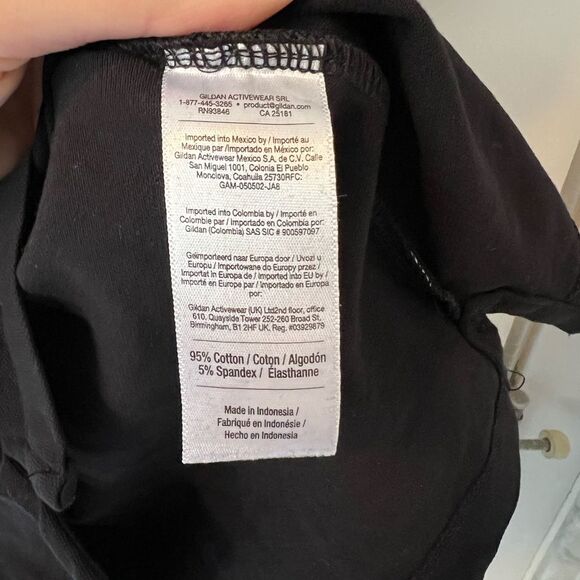 GILDAN ACTIVEWEAR SRL
1-877-445-3265 • product@gildan.com
RN93846 CA 25181
Imported into Mexico by / Importé au
Mexique par / Importado en México por:
Gildan Activewear Mexico S.A. de C.V. Calle
San Miguel 1001, Colonia El Pueblo
Monclova, Coahuila 25730RFC:
GAM-050502-JA8
Imported into Colombia by / Importé en
Colombie par / Importado en Colombia por:
Gildan (Colombia) SAS SIC # 900597097
Geïmporteerd naar Europa door / Uvozi u
Europu / Importowane do Europy przez /
Importat în Europa de / Imported into EU by /
Importé en Europe par / Importado en Europa
por:
Gildan Activewear (UK) Ltd2nd floor, office
610, Quayside Tower 252-260 Broad St.
Birmingham, B1 2HF UK, Reg. #03929879
95% Cotton / Coton / Algodón
5% Spandex / Élasthanne
Made in Indonesia /
Fabriqué en Indonésie /
Hecho en Indonesia